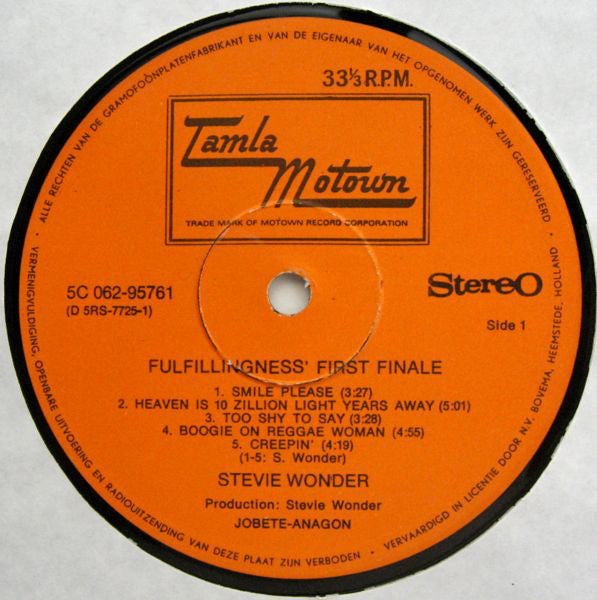 ALLE RECHTEN VAN DE GRAMOFOÒNPLATENFABRIKANT EN VAN DE EIGENAAR VAN HET OPGENOMEN WERK ZIJN GERESERVEERD
33⅓ R.P.M.
Tamla
Motown
TRADE MARK OF MOTOWN RECORD CORPORATION
5C 062-95761
(D 5RS-7725-1)
Stereo
Side 1
FULFILLINGNESS' FIRST FINALE
1. SMILE PLEASE (3:27)
2. HEAVEN IS 10 ZILLION LIGHT YEARS AWAY (5:01)
3. TOO SHY TO SAY (3:28)
4. BOOGIE ON REGGAE WOMAN (4:55)
5. CREEPIN' (4:19)
(1-5: S. Wonder)
STEVIE WONDER
Production: Stevie Wonder
JOBETE-ANAGON
VERMENIGVULDIGING, OPENBARE UITVOERING EN RADIOUITZENDING VAN DEZE PLAAT ZIJN VERBODEN • VERVAARDIGD IN LICENTIE DOOR N.V. BOVEMA, HEEMSTEDE, HOLLAND •